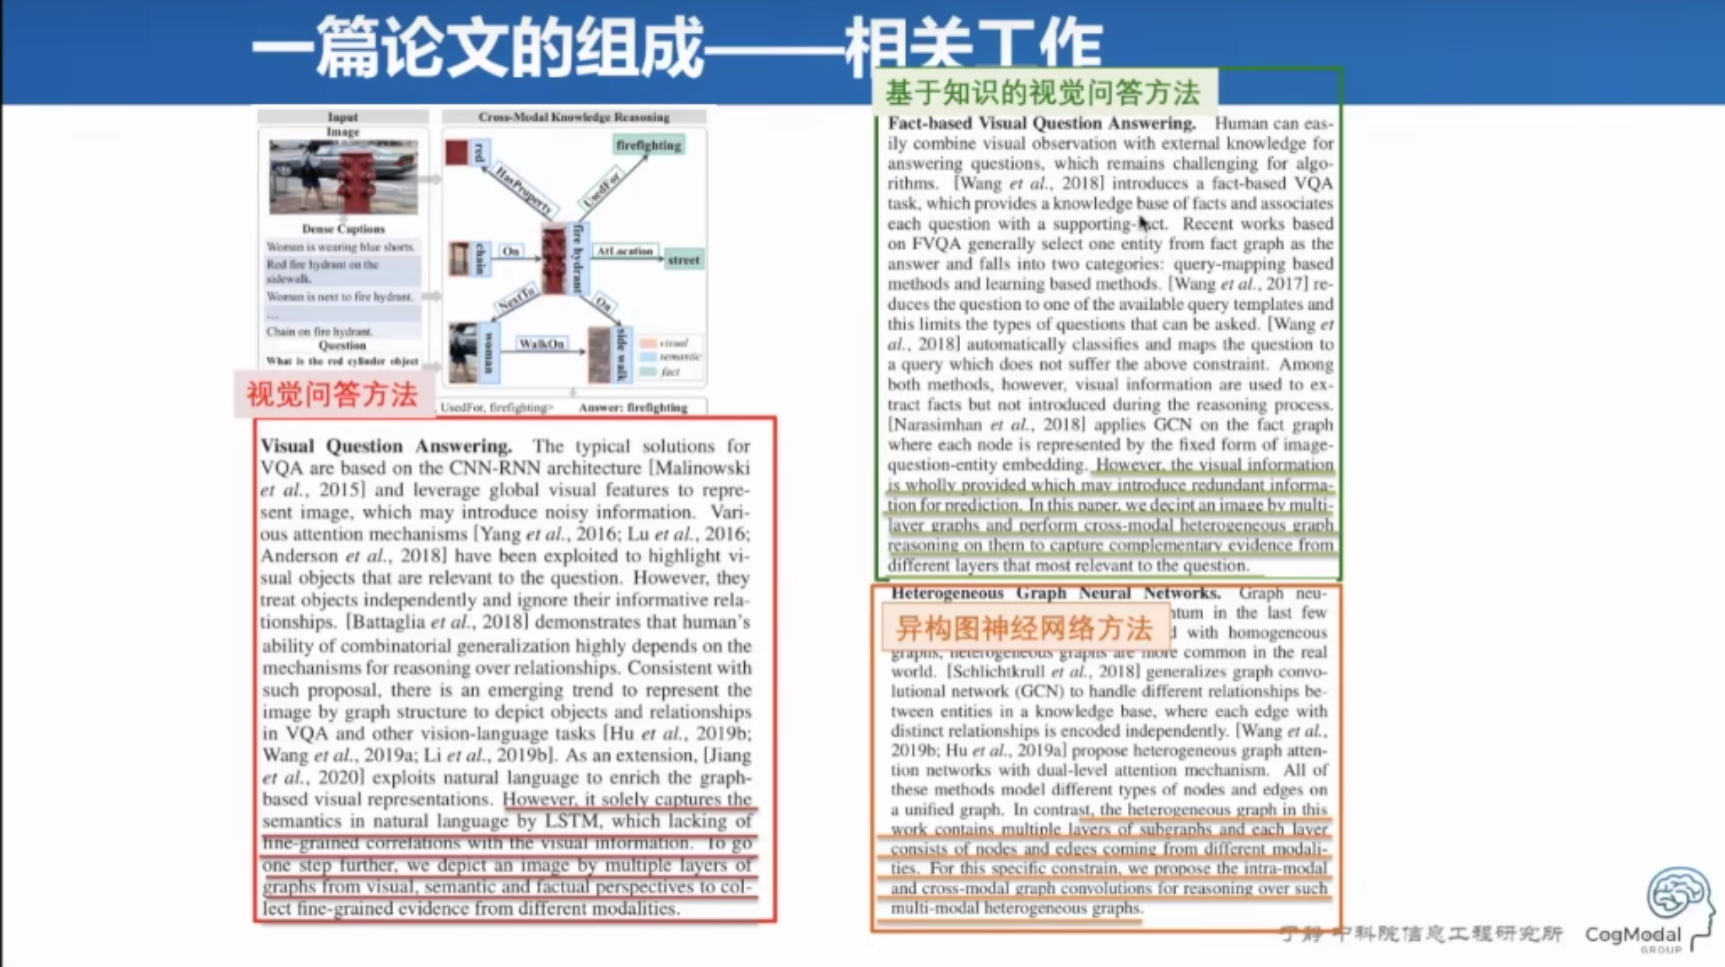 一篇论文的组成——相关工作
Input
Image
Dense Captions
Woman is wearing blue shorts.
Red fire hydrant on the
sidewalk.
Woman is next to fire hydrant.
...
Chain on fire hydrant.
Question
What is the red cylinder object
Cross-Modal Knowledge Reasoning
red
firefighting
HasProperty
UsedFor
chain
On
fire hydrant
AtLocation
street
NextTo
On
woman
WalkOn
side walk
visual
semantic
fact
UsedFor, firefighting>
Answer: firefighting
视觉问答方法
Visual Question Answering. The typical solutions for
VQA are based on the CNN-RNN architecture [Malinowski
et al., 2015] and leverage global visual features to repre-
sent image, which may introduce noisy information. Vari-
ous attention mechanisms [Yang et al., 2016; Lu et al., 2016;
Anderson et al., 2018] have been exploited to highlight vi-
sual objects that are relevant to the question. However, they
treat objects independently and ignore their informative rela-
tionships. [Battaglia et al., 2018] demonstrates that human's
ability of combinatorial generalization highly depends on the
mechanisms for reasoning over relationships. Consistent with
such proposal, there is an emerging trend to represent the
image by graph structure to depict objects and relationships
in VQA and other vision-language tasks [Hu et al., 2019b;
Wang et al., 2019a; Li et al., 2019b]. As an extension, [Jiang
et al., 2020] exploits natural language to enrich the graph-
based visual representations. However, it solely captures the
semantics in natural language by LSTM, which lacking of
fine-grained correlations with the visual information. To go
one step further, we depict an image by multiple layers of
graphs from visual, semantic and factual perspectives to col-
lect fine-grained evidence from different modalities.
基于知识的视觉问答方法
Fact-based Visual Question Answering. Human can eas-
ily combine visual observation with external knowledge for
answering questions, which remains challenging for algo-
rithms. [Wang et al., 2018] introduces a fact-based VQA
task, which provides a knowledge base of facts and associates
each question with a supporting-fact. Recent works based
on FVQA generally select one entity from fact graph as the
answer and falls into two categories: query-mapping based
methods and learning based methods. [Wang et al., 2017] re-
duces the question to one of the available query templates and
this limits the types of questions that can be asked. [Wang et
al., 2018] automatically classifies and maps the question to
a query which does not suffer the above constraint. Among
both methods, however, visual information are used to ex-
tract facts but not introduced during the reasoning process.
[Narasimhan et al., 2018] applies GCN on the fact graph
where each node is represented by the fixed form of image-
question-entity embedding. However, the visual information
is wholly provided which may introduce redundant informa-
tion for prediction. In this paper, we decipt an image by multi-
layer graphs and perform cross-modal heterogeneous graph
reasoning on them to capture complementary evidence from
different layers that most relevant to the question.
Heterogeneous Graph Neural Networks. Graph neu-
异构图神经网络方法
ntum in the last few
d with homogeneous
graphs, heterogeneous graphs are more common in the real
world. [Schlichtkrull et al., 2018] generalizes graph convo-
lutional network (GCN) to handle different relationships be-
tween entities in a knowledge base, where each edge with
distinct relationships is encoded independently. [Wang et al.,
2019b; Hu et al., 2019a] propose heterogeneous graph atten-
tion networks with dual-level attention mechanism. All of
these methods model different types of nodes and edges on
a unified graph. In contrast, the heterogeneous graph in this
work contains multiple layers of subgraphs and each layer
consists of nodes and edges coming from different modali-
ties. For this specific constrain, we propose the intra-modal
and cross-modal graph convolutions for reasoning over such
multi-modal heterogeneous graphs.
中科院信息工程研究所
CogModal
GROUP